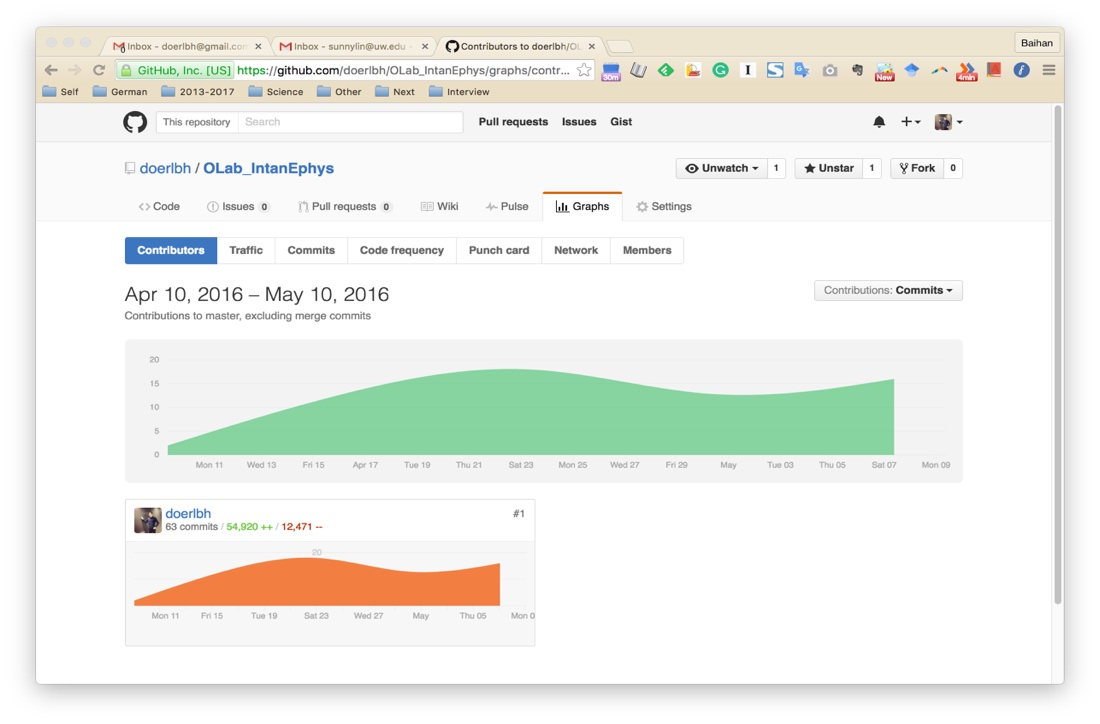 Inbox - doerlbh@gmail.con
Inbox - sunnylin@uw.edu -
Contributors to doerlbh/OL
Baihan
GitHub, Inc. [US] https://github.com/doerlbh/OLab_IntanEphys/graphs/contr...
30m
New
4min
Self German 2013-2017 Science Other Next Interview
This repository Search Pull requests Issues Gist
doerlbh / OLab_IntanEphys
Unwatch 1 Unstar 1 Fork 0
Code Issues 0 Pull requests 0 Wiki Pulse Graphs Settings
Contributors Traffic Commits Code frequency Punch card Network Members
Apr 10, 2016 – May 10, 2016
Contributions: Commits
Contributions to master, excluding merge commits
20
15
10
5
0
Mon 11 Wed 13 Fri 15 Apr 17 Tue 19 Thu 21 Sat 23 Mon 25 Wed 27 Fri 29 May Tue 03 Thu 05 Sat 07 Mon 09
doerlbh #1
63 commits / 54,920 ++ / 12,471 --
20
Mon 11 Fri 15 Tue 19 Sat 23 Wed 27 May Thu 05 Mon 0